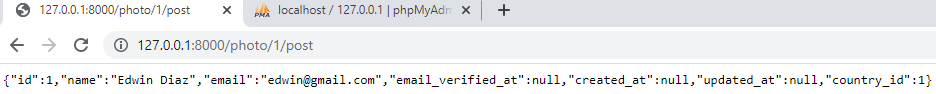 127.0.0.1:8000/photo/1/post
localhost / 127.0.0.1 | phpMyAdm
127.0.0.1:8000/photo/1/post
{"id":1,"name":"Edwin Diaz","email":"edwin@gmail.com","email_verified_at":null,"created_at":null,"updated_at":null,"country_id":1}